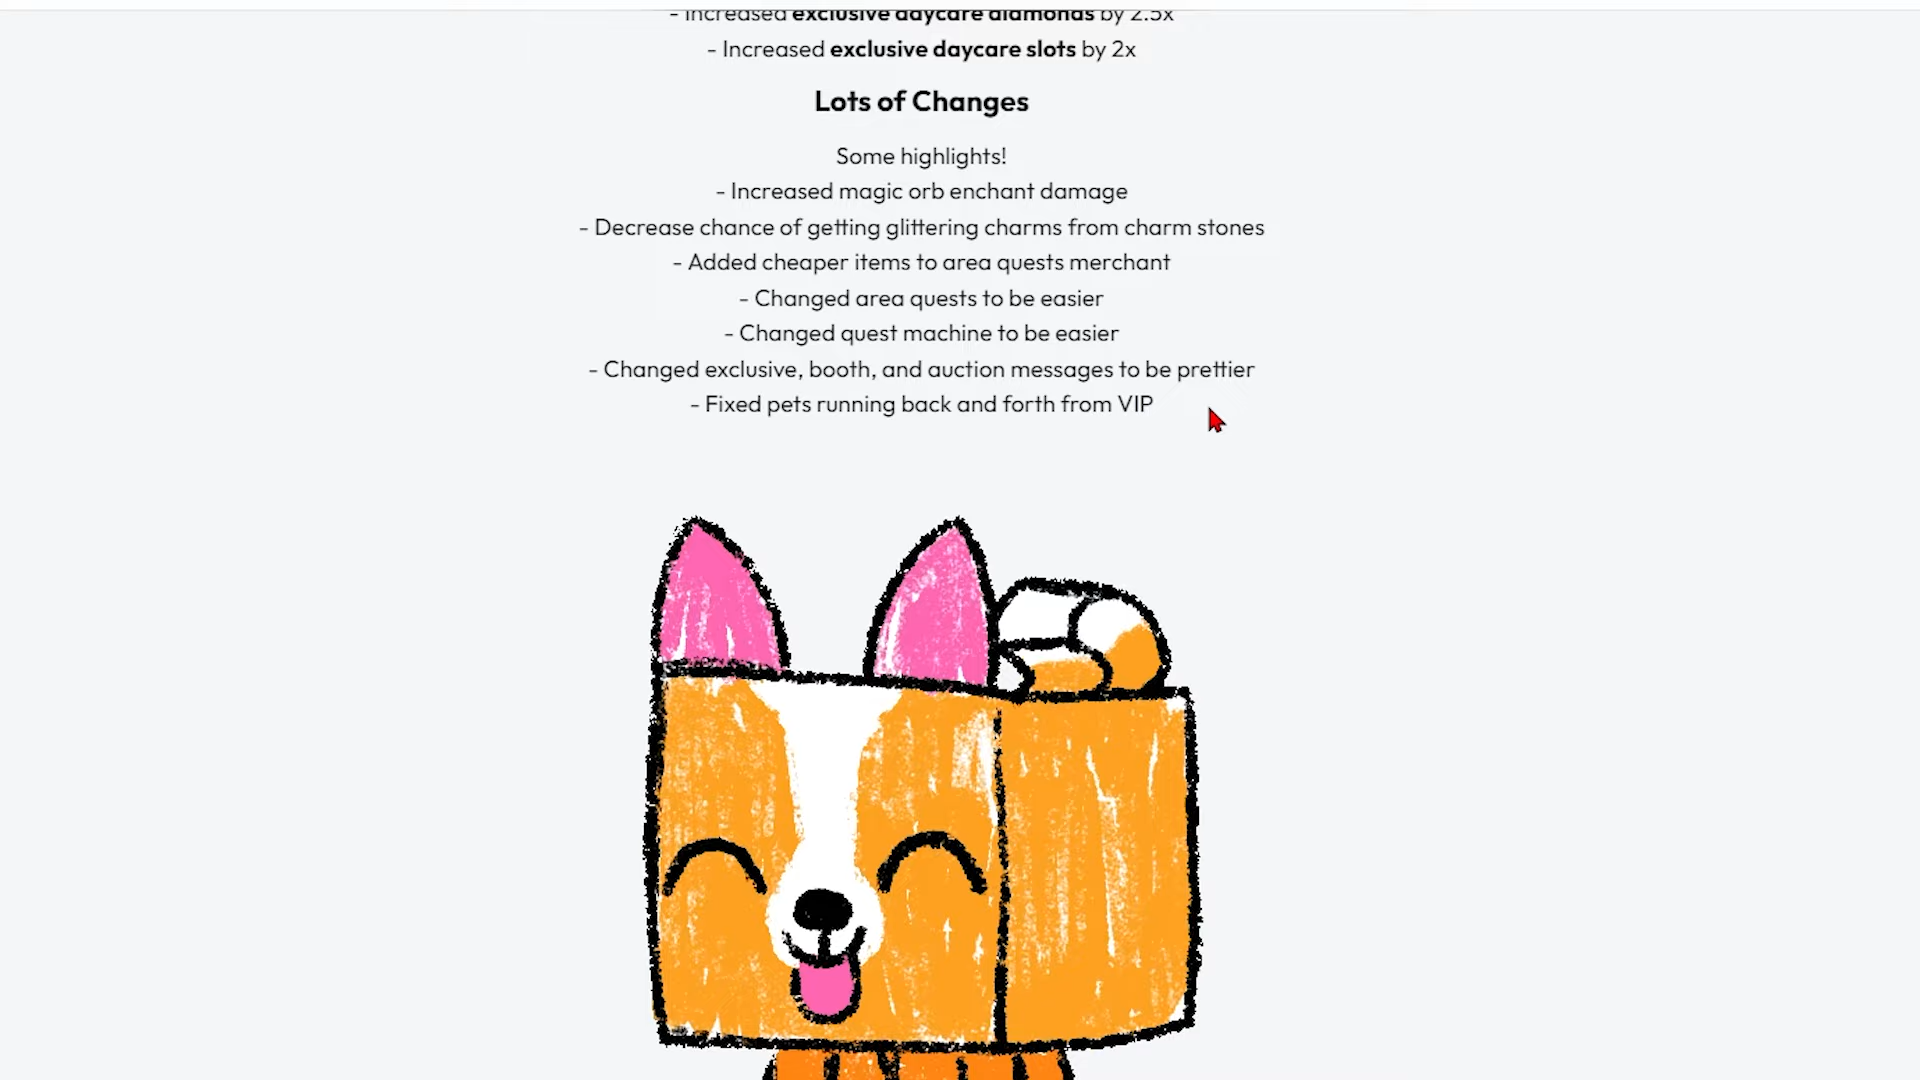 - Increased exclusive daycare diamonds by 2.5x
- Increased exclusive daycare slots by 2x
Lots of Changes
Some highlights!
- Increased magic orb enchant damage
- Decrease chance of getting glittering charms from charm stones
- Added cheaper items to area quests merchant
- Changed area quests to be easier
- Changed quest machine to be easier
- Changed exclusive, booth, and auction messages to be prettier
- Fixed pets running back and forth from VIP